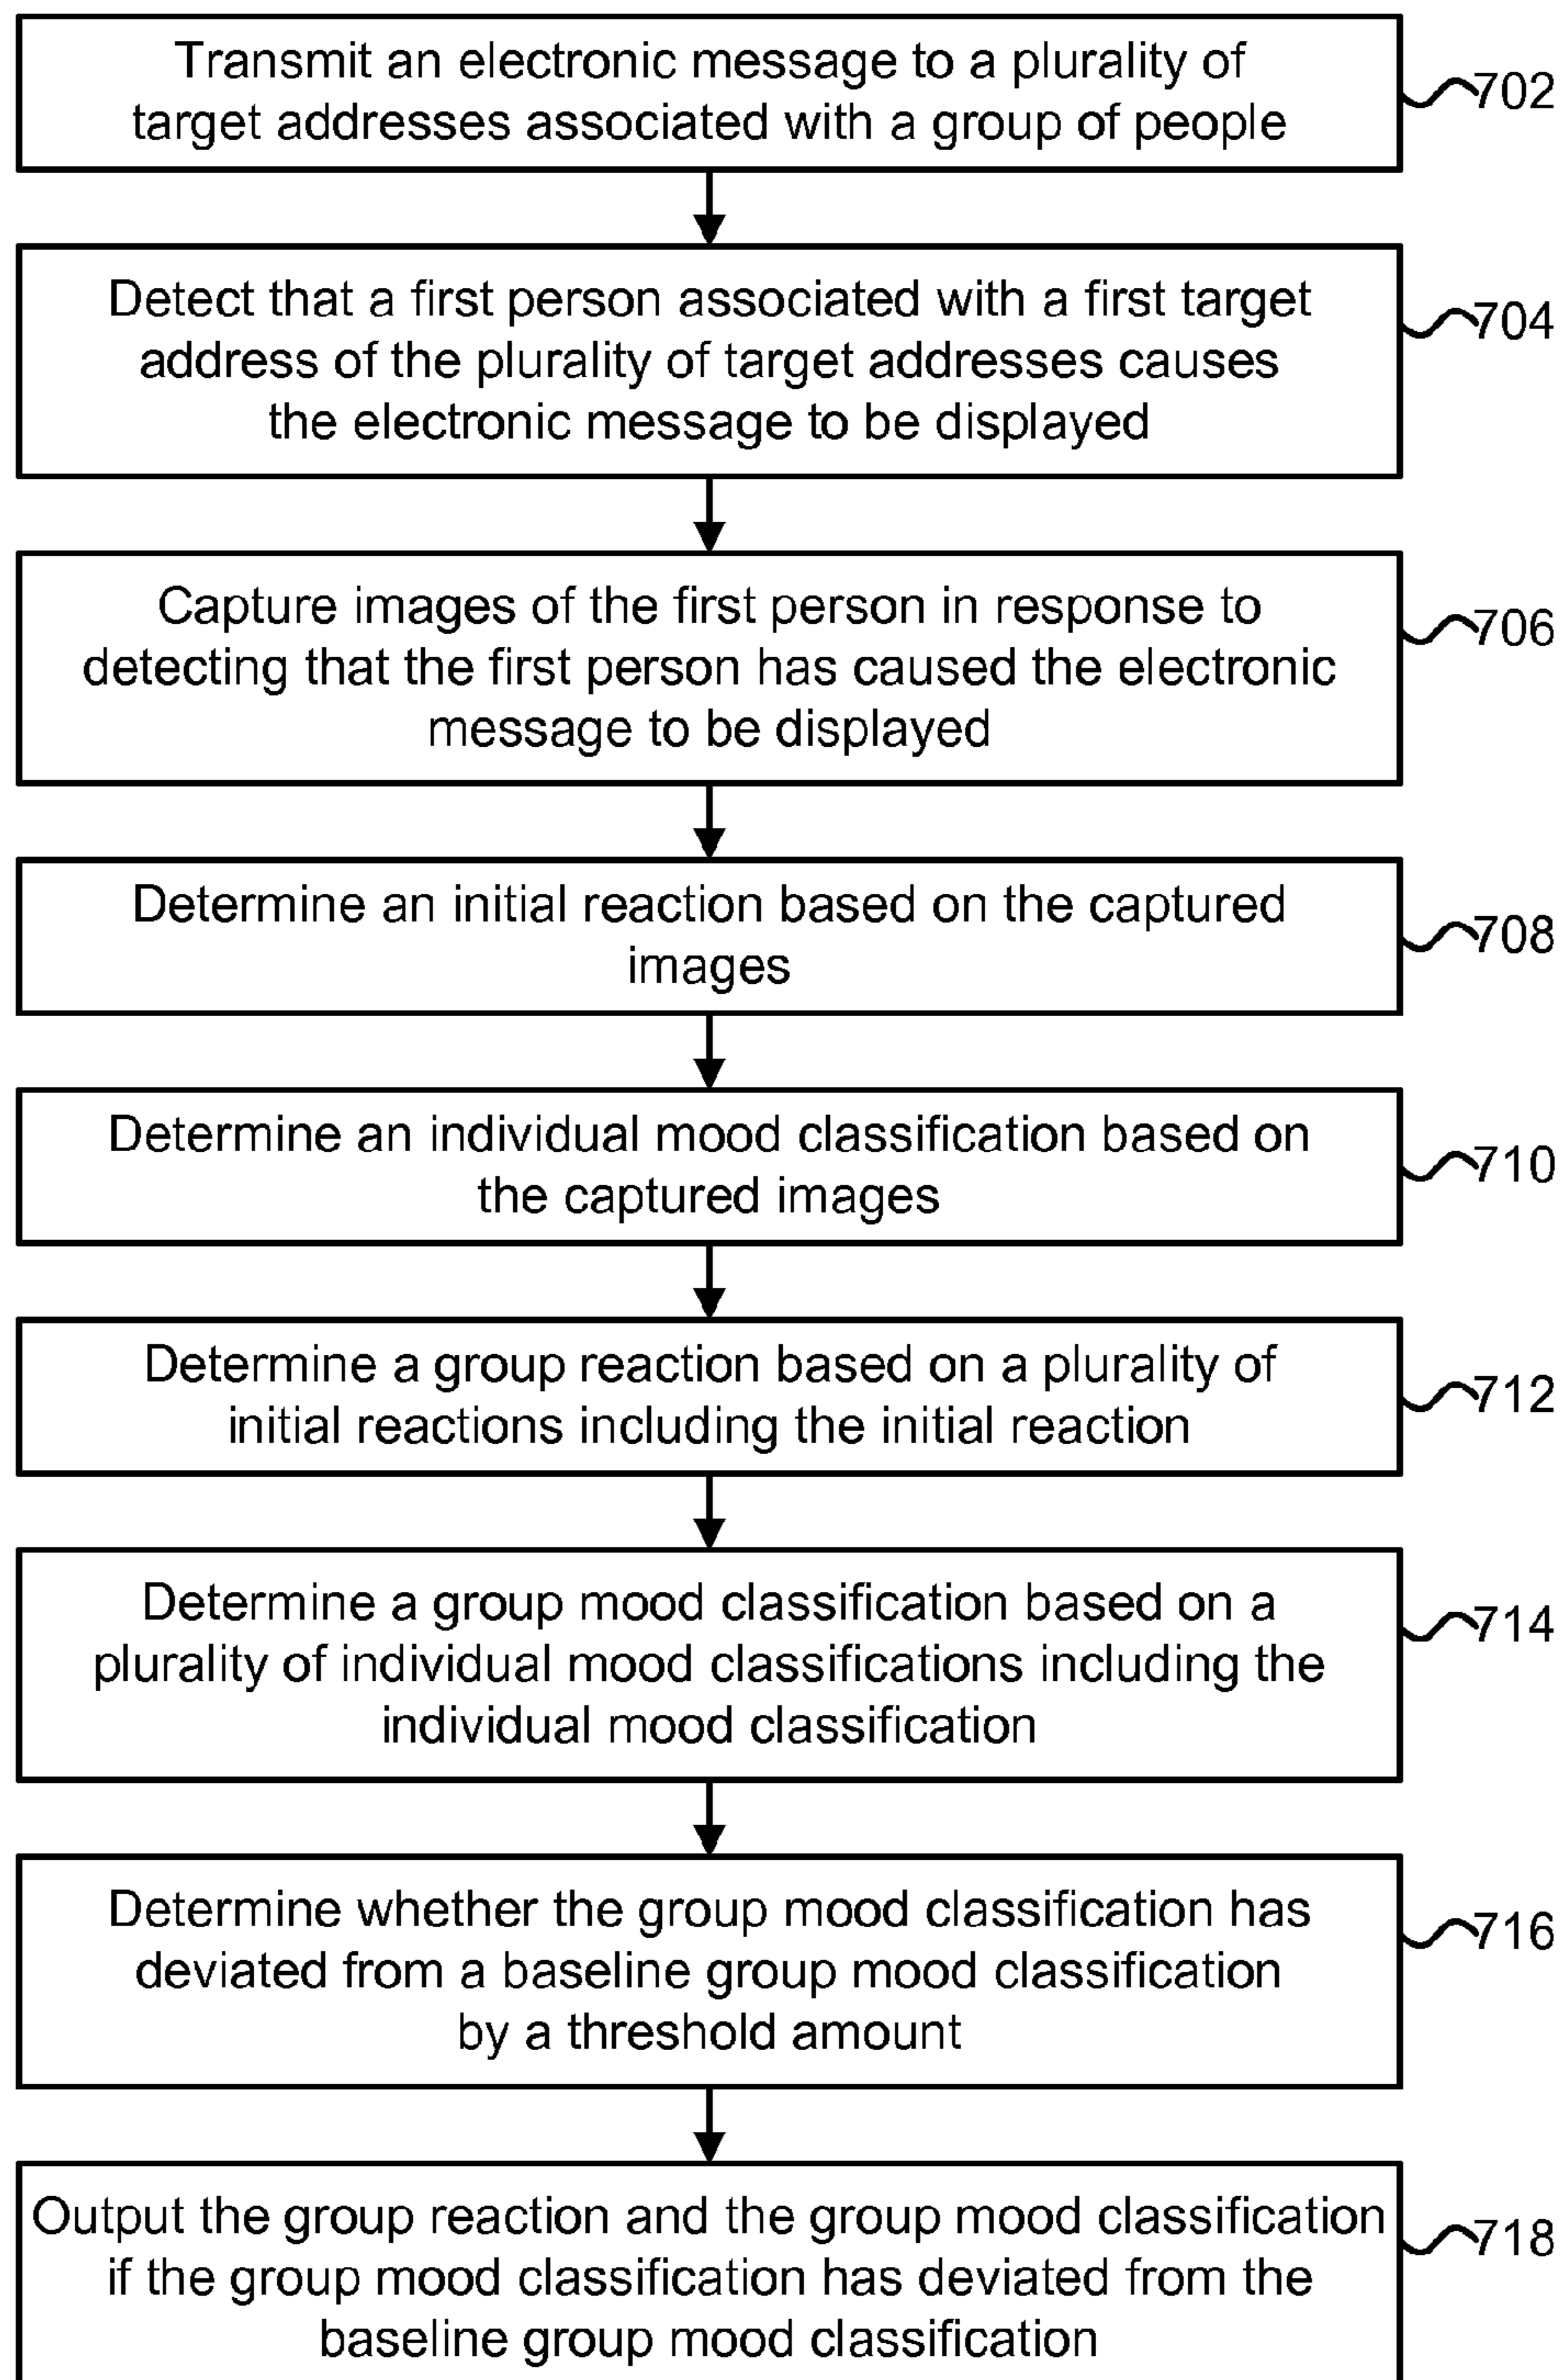 Transmit an electronic message to a plurality of
target addresses associated with a group of people
702
Detect that a first person associated with a first target
address of the plurality of target addresses causes
the electronic message to be displayed
704
Capture images of the first person in response to
detecting that the first person has caused the electronic
message to be displayed
706
Determine an initial reaction based on the captured
images
708
Determine an individual mood classification based on
the captured images
710
Determine a group reaction based on a plurality of
initial reactions including the initial reaction
712
Determine a group mood classification based on a
plurality of individual mood classifications including the
individual mood classification
714
Determine whether the group mood classification has
deviated from a baseline group mood classification
by a threshold amount
716
Output the group reaction and the group mood classification
if the group mood classification has deviated from the
baseline group mood classification
718